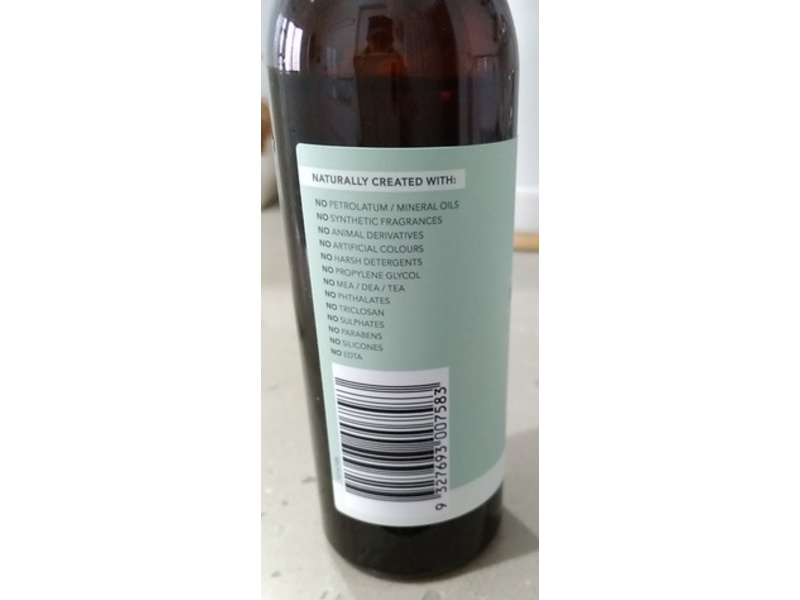 NATURALLY CREATED WITH:
NO PETROLATUM / MINERAL OILS
NO SYNTHETIC FRAGRANCES
NO ANIMAL DERIVATIVES
NO ARTIFICIAL COLOURS
NO HARSH DETERGENTS
NO PROPYLENE GLYCOL
NO MEA / DEA / TEA
NO PHTHALATES
NO TRICLOSAN
NO SULPHATES
NO PARABENS
NO SILICONES
NO EDTA
9 327693 007583